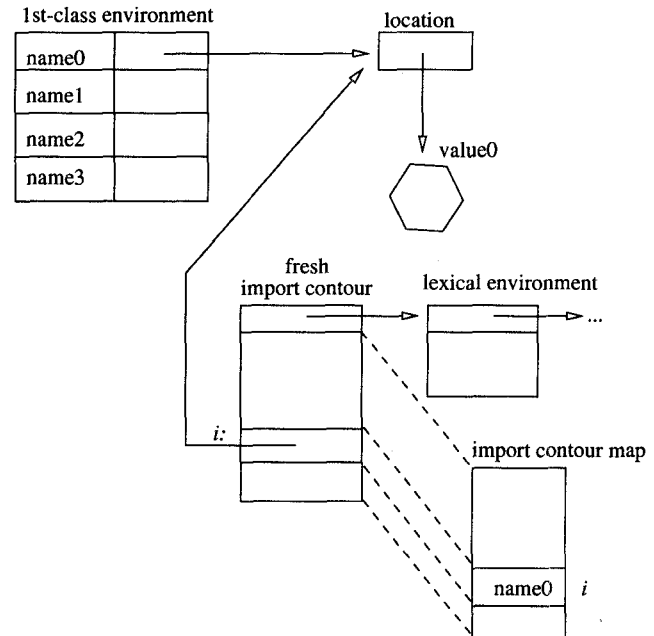 1st-class environment
location
name0
name1
name2
name3
value0
fresh
import contour
lexical environment
...
i:
import contour map
name0
i